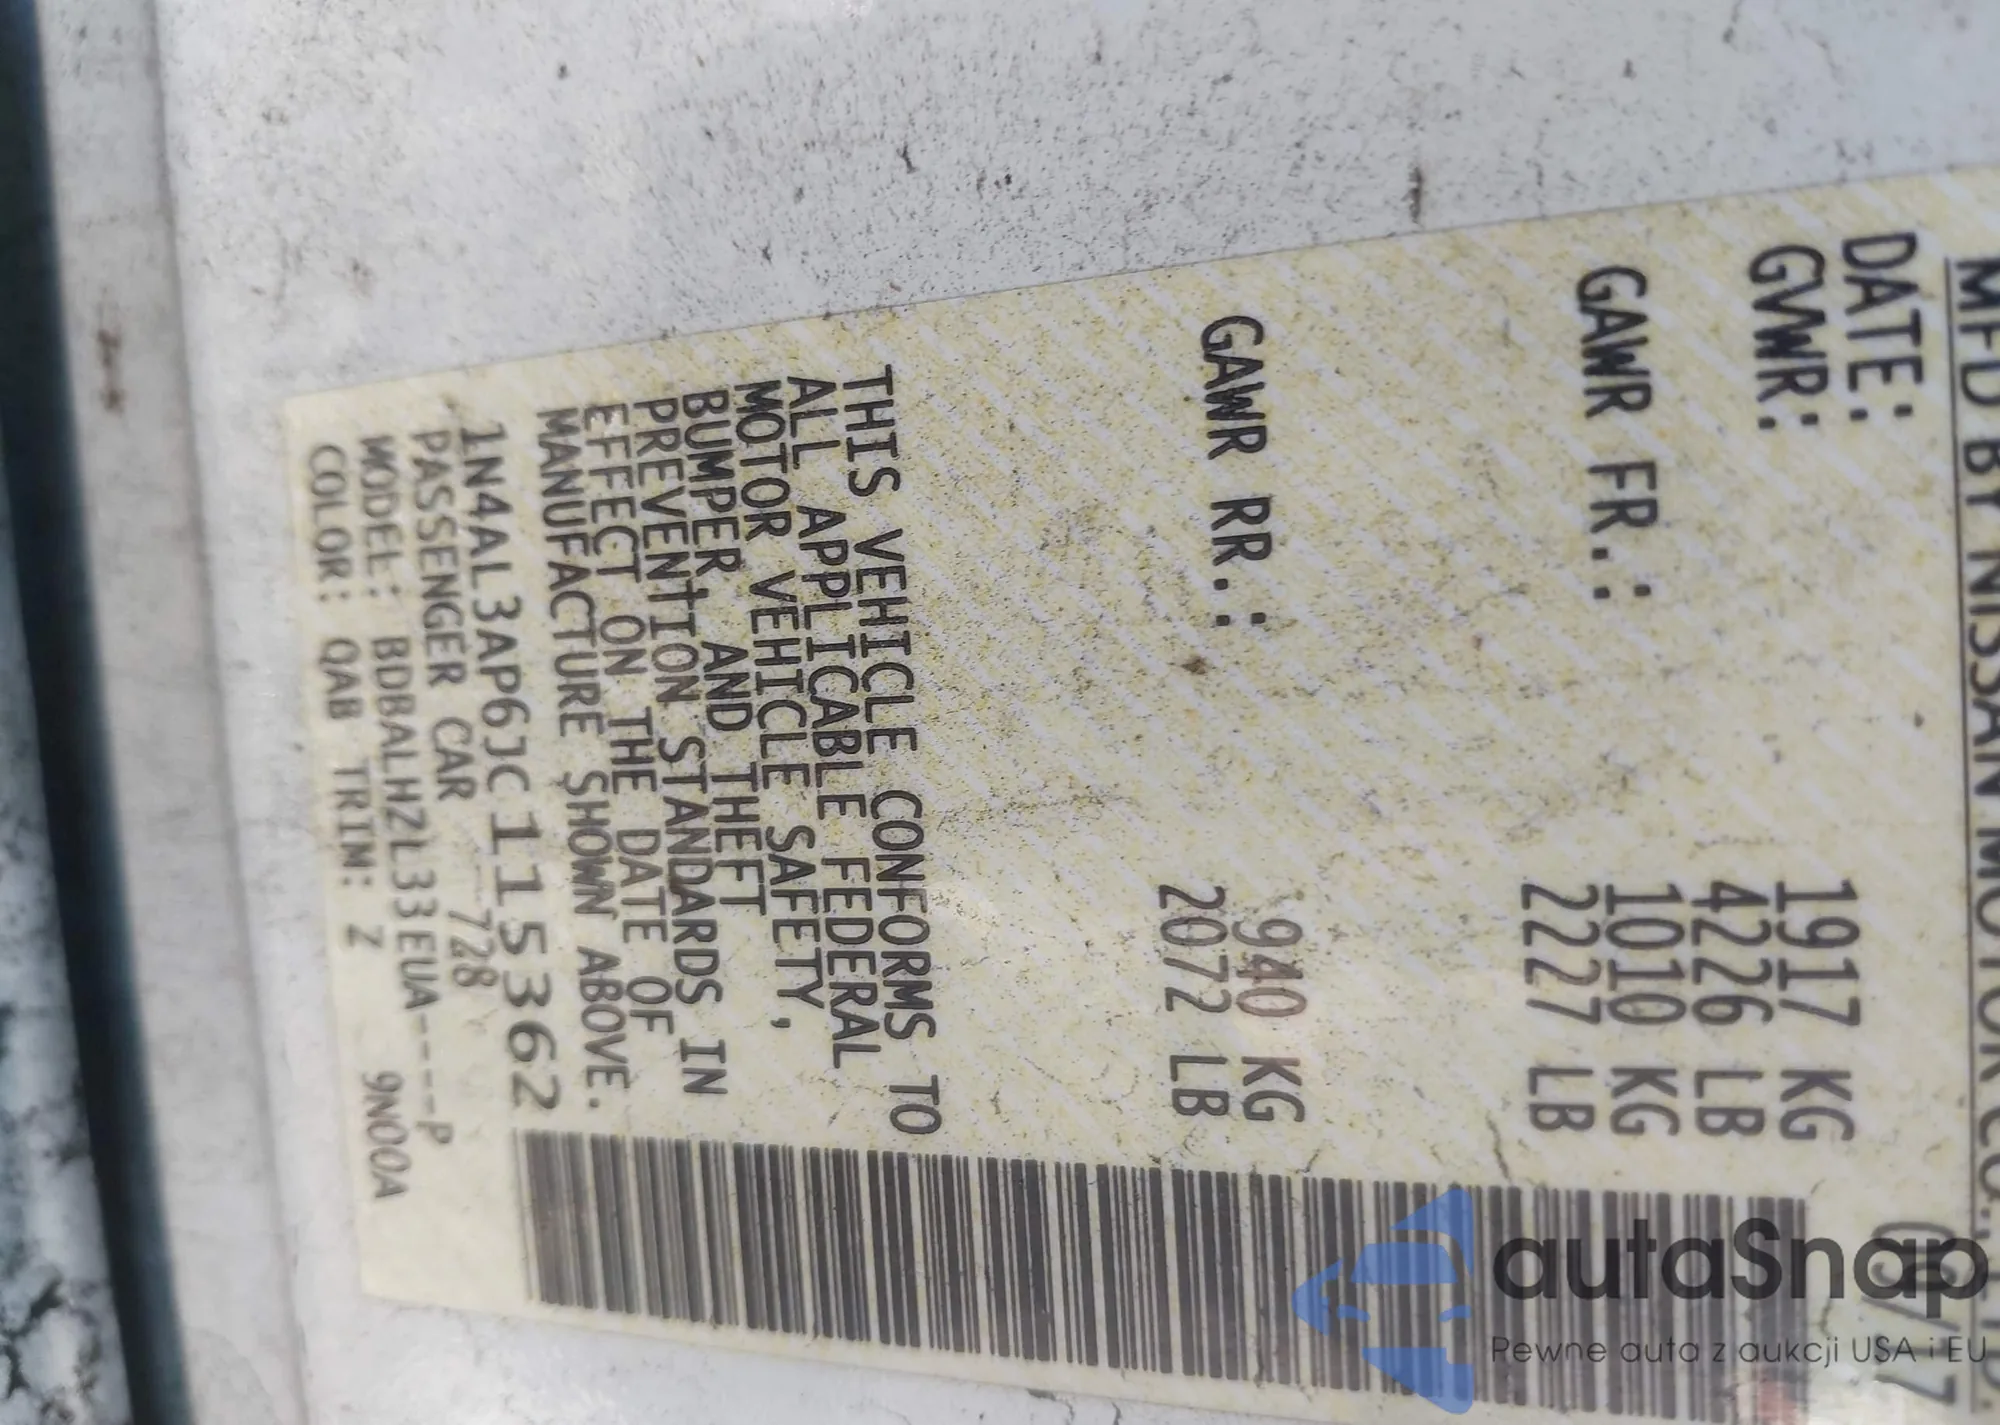 MFD BY NISSAN MOTOR CO., LTD.
DATE:
GVWR: 1917 KG
4226 LB
GAWR FR.: 1010 KG
2227 LB
GAWR RR.: 940 KG
2072 LB
THIS VEHICLE CONFORMS TO
ALL APPLICABLE FEDERAL
MOTOR VEHICLE SAFETY,
BUMPER, AND THEFT
PREVENTION STANDARDS IN
EFFECT ON THE DATE OF
MANUFACTURE SHOWN ABOVE.
1N4AL3AP6JC115362
PASSENGER CAR 728
MODEL: BDBALHZL33EUA----P
COLOR: QAB TRIM: Z 9N00A
autaSnap
Pewne auta z aukcji USA i EU